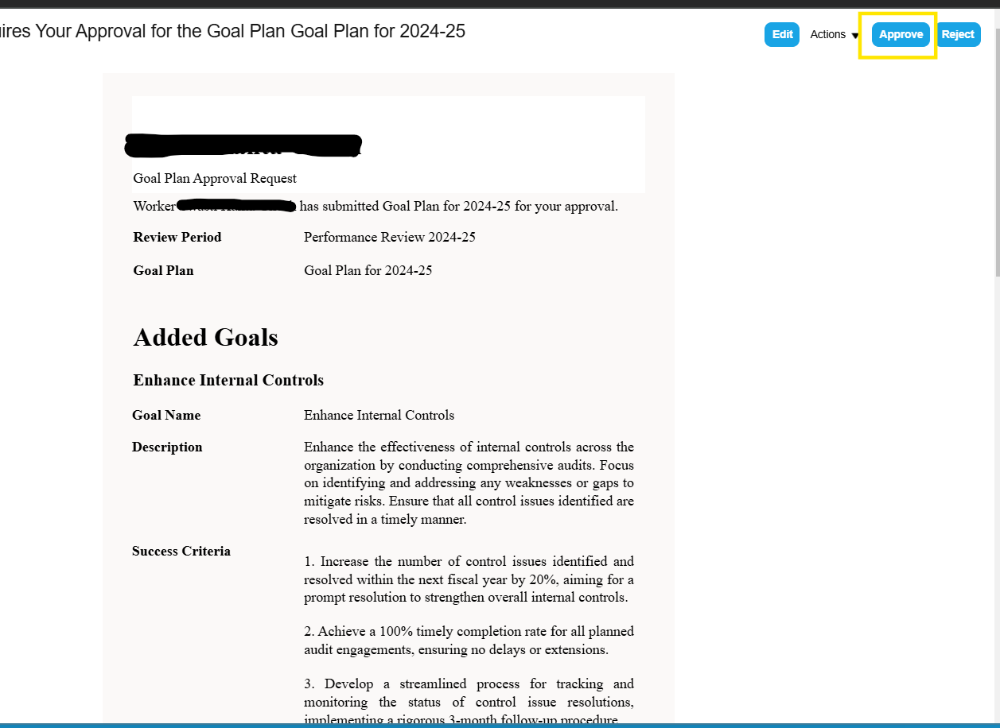 ires Your Approval for the Goal Plan Goal Plan for 2024-25
Edit Actions Approve Reject
Goal Plan Approval Request
Worker has submitted Goal Plan for 2024-25 for your approval.
Review Period Performance Review 2024-25
Goal Plan Goal Plan for 2024-25
Added Goals
Enhance Internal Controls
Goal Name Enhance Internal Controls
Description Enhance the effectiveness of internal controls across the
organization by conducting comprehensive audits. Focus
on identifying and addressing any weaknesses or gaps to
mitigate risks. Ensure that all control issues identified are
resolved in a timely manner.
Success Criteria
1. Increase the number of control issues identified and
resolved within the next fiscal year by 20%, aiming for a
prompt resolution to strengthen overall internal controls.
2. Achieve a 100% timely completion rate for all planned
audit engagements, ensuring no delays or extensions.
3. Develop a streamlined process for tracking and
monitoring the status of control issue resolutions,
implementing a rigorous 3-month follow-up procedure.